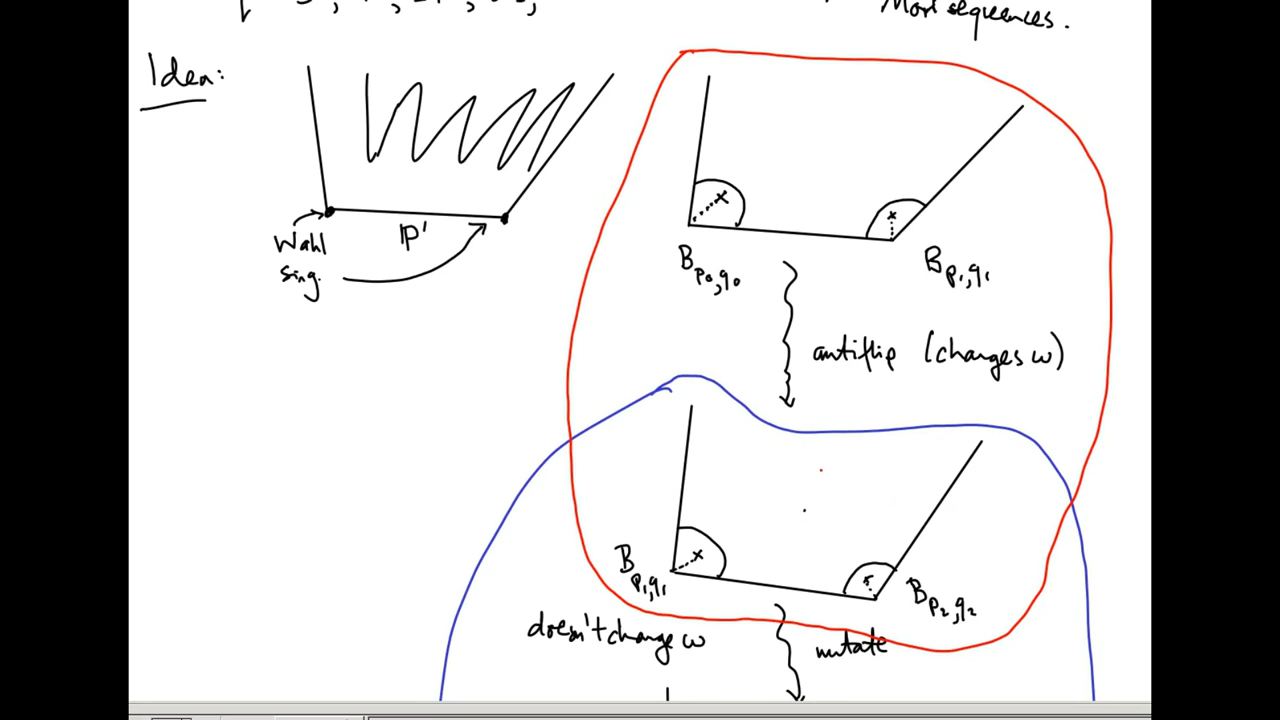 Mori sequences.
Idea:
Wahl
sing.
ℙ¹
B_{p₀,q₀}
B_{p₁,q₁}
antiflip (changes ω)
B_{p₁,q₁}
B_{p₂,q₂}
doesn't change ω
mutate